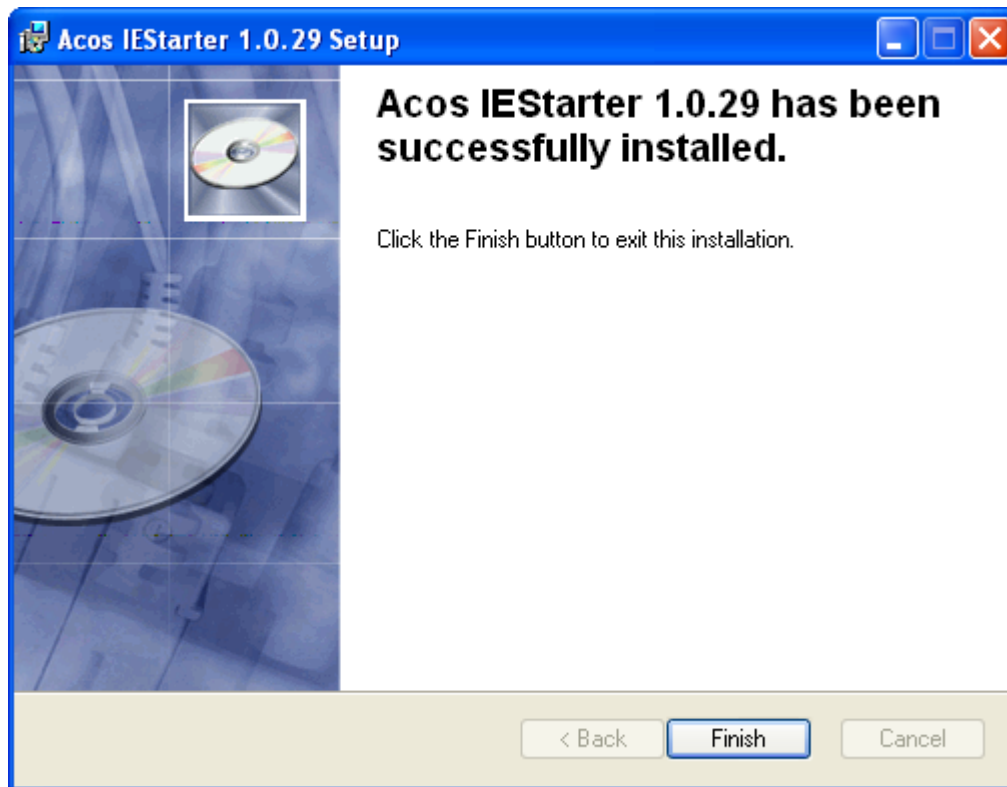 Acos IEStarter 1.0.29 Setup
Acos IEStarter 1.0.29 has been
successfully installed.
Click the Finish button to exit this installation.
< Back
Finish
Cancel